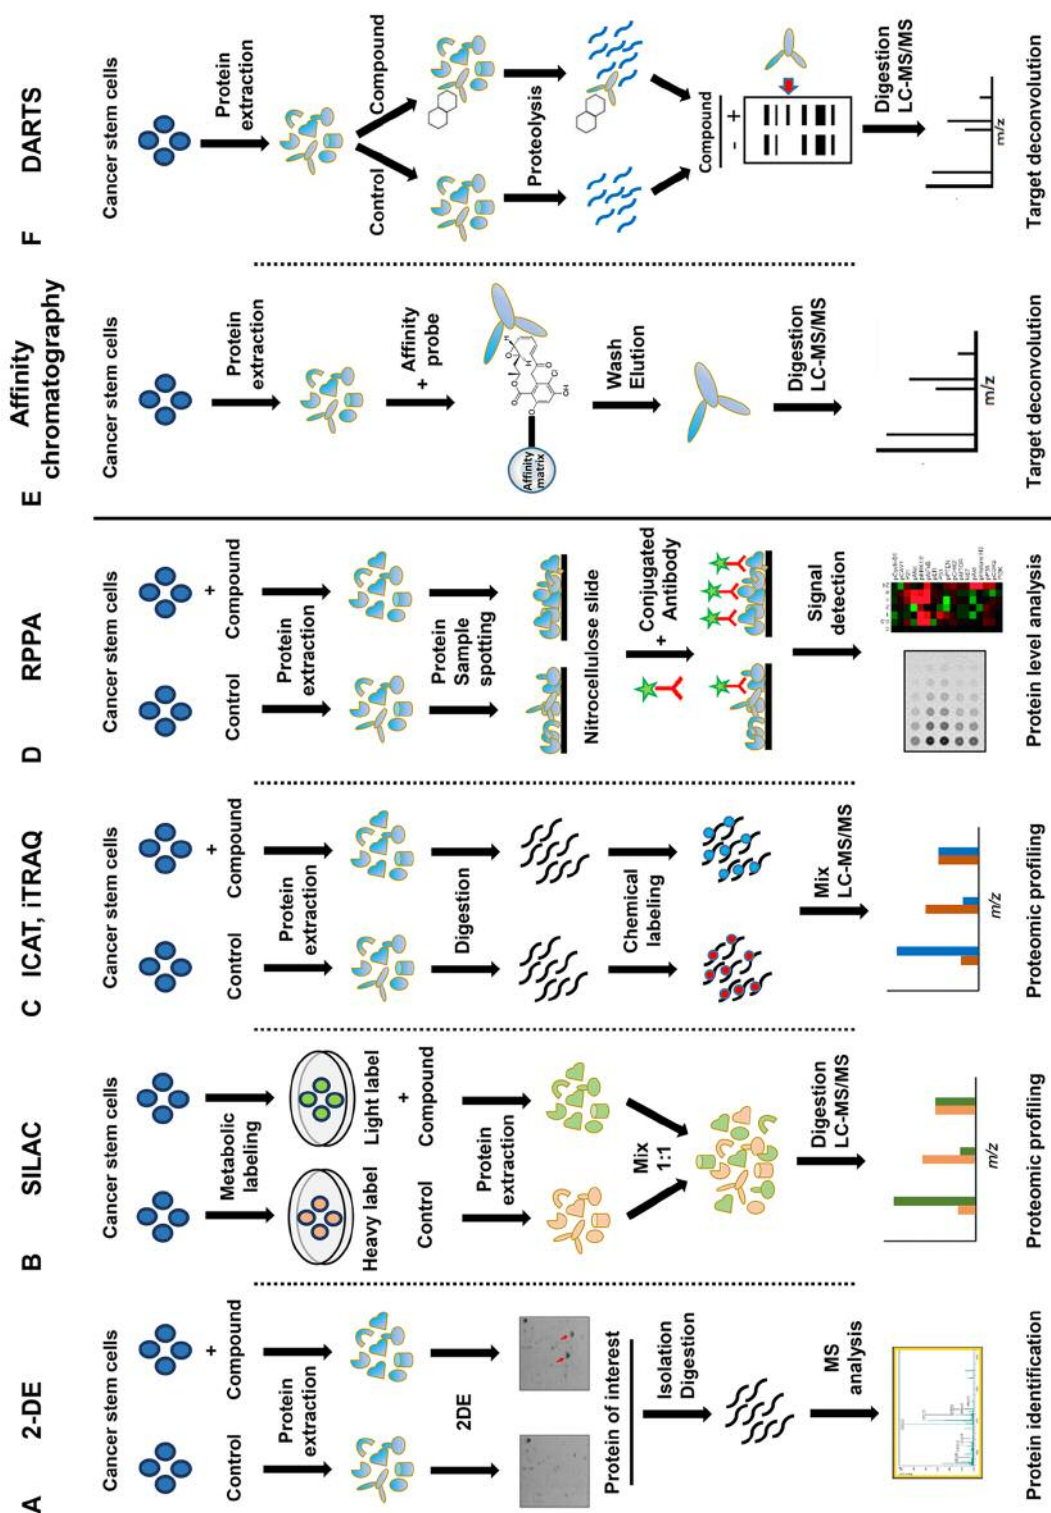 A 2-DE
Cancer stem cells
Control
+
Compound
Protein
extraction
2DE
Protein of interest
Isolation
Digestion
MS
analysis
Protein identification
B SILAC
Cancer stem cells
Metabolic
labeling
Heavy label
Light label
Control
+
Compound
Protein
extraction
Mix
1:1
Digestion
LC-MS/MS
m/z
Proteomic profiling
C ICAT, iTRAQ
Cancer stem cells
Control
+
Compound
Protein
extraction
Digestion
Chemical
labeling
Mix
LC-MS/MS
m/z
Proteomic profiling
D RPPA
Cancer stem cells
Control
+
Compound
Protein
extraction
Protein
Sample
spotting
Nitrocellulose slide
+
Conjugated
Antibody
Signal
detection
Protein level analysis
E Affinity
chromatography
Cancer stem cells
Protein
extraction
+
Affinity
probe
Affinity
matrix
O
O
O
O
H
H
Cl
OH
Wash
Elution
Digestion
LC-MS/MS
m/z
Target deconvolution
F DARTS
Cancer stem cells
Protein
extraction
Control
Compound
Proteolysis
Compound
- +
Digestion
LC-MS/MS
m/z
Target deconvolution